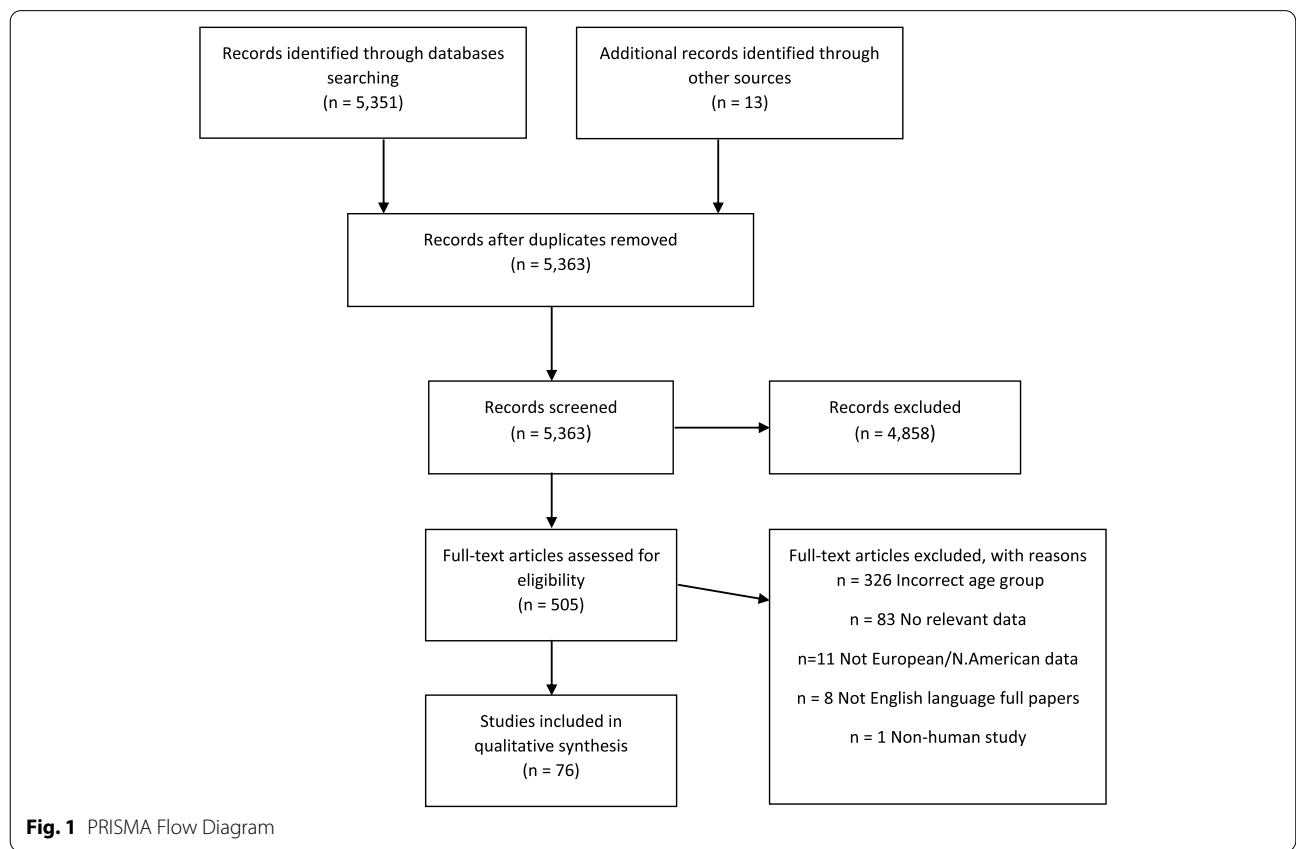 Records identified through databases
searching
(n = 5,351)
Additional records identified through
other sources
(n = 13)
Records after duplicates removed
(n = 5,363)
Records screened
(n = 5,363)
Records excluded
(n = 4,858)
Full-text articles assessed for
eligibility
(n = 505)
Full-text articles excluded, with reasons
n = 326 Incorrect age group
n = 83 No relevant data
n=11 Not European/N.American data
n = 8 Not English language full papers
n = 1 Non-human study
Studies included in
qualitative synthesis
(n = 76)
Fig. 1 PRISMA Flow Diagram